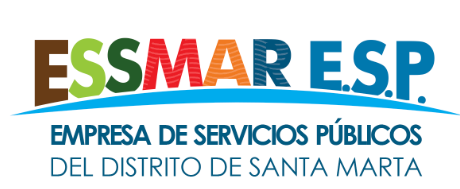 ESSMAR E.S.P.
EMPRESA DE SERVICIOS PÚBLICOS
DEL DISTRITO DE SANTA MARTA